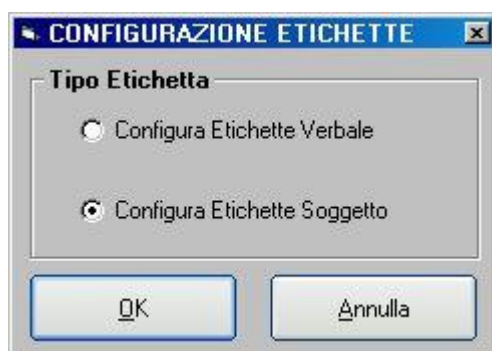 CONFIGURAZIONE ETICHETTE
Tipo Etichetta
Configura Etichette Verbale
Configura Etichette Soggetto
OK Annulla